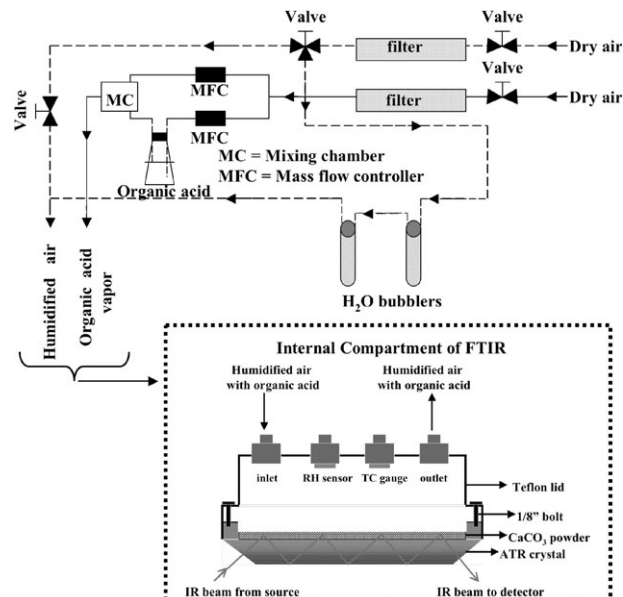 Valve
Valve
filter
Dry air
Valve
Valve
MC
MFC
filter
Dry air
MFC
MC = Mixing chamber
MFC = Mass flow controller
Organic acid
H₂O bubblers
Humidified air
Organic acid
vapor
Internal Compartment of FTIR
Humidified air
with organic acid
Humidified air
with organic acid
inlet
RH sensor
TC gauge
outlet
Teflon lid
1/8” bolt
CaCO₃ powder
ATR crystal
IR beam from source
IR beam to detector